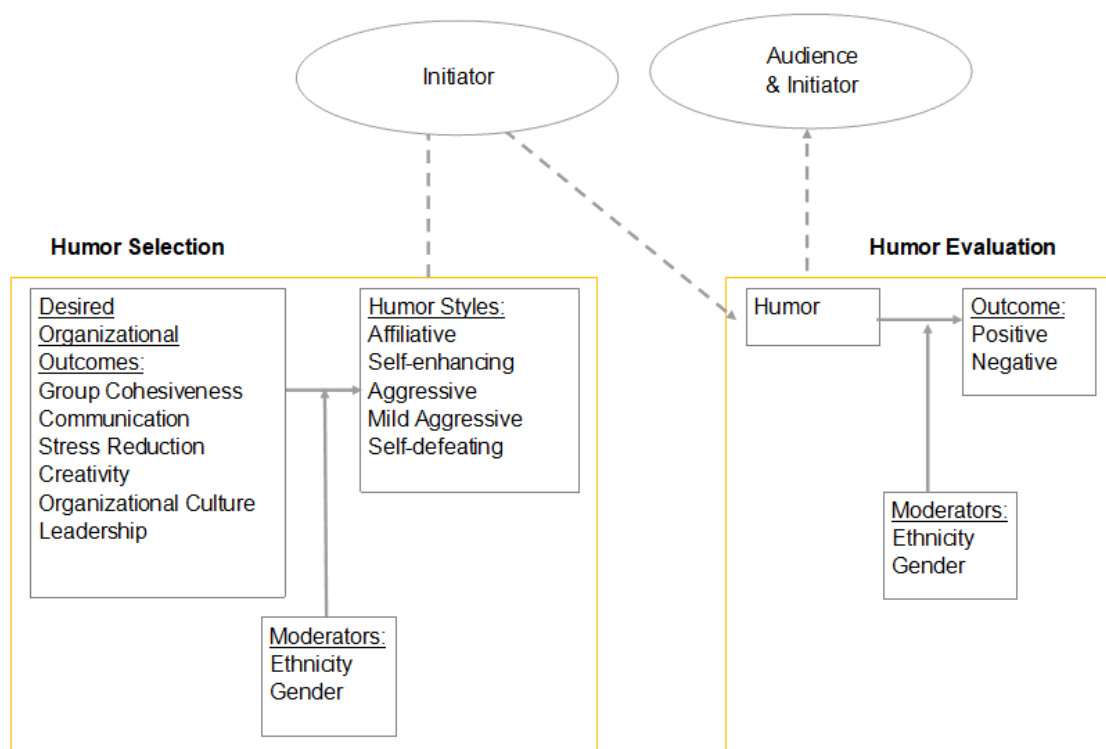 Initiator
Audience
& Initiator
Humor Selection
Desired
Organizational
Outcomes:
Group Cohesiveness
Communication
Stress Reduction
Creativity
Organizational Culture
Leadership
Humor Styles:
Affiliative
Self-enhancing
Aggressive
Mild Aggressive
Self-defeating
Moderators:
Ethnicity
Gender
Humor Evaluation
Humor
Outcome:
Positive
Negative
Moderators:
Ethnicity
Gender